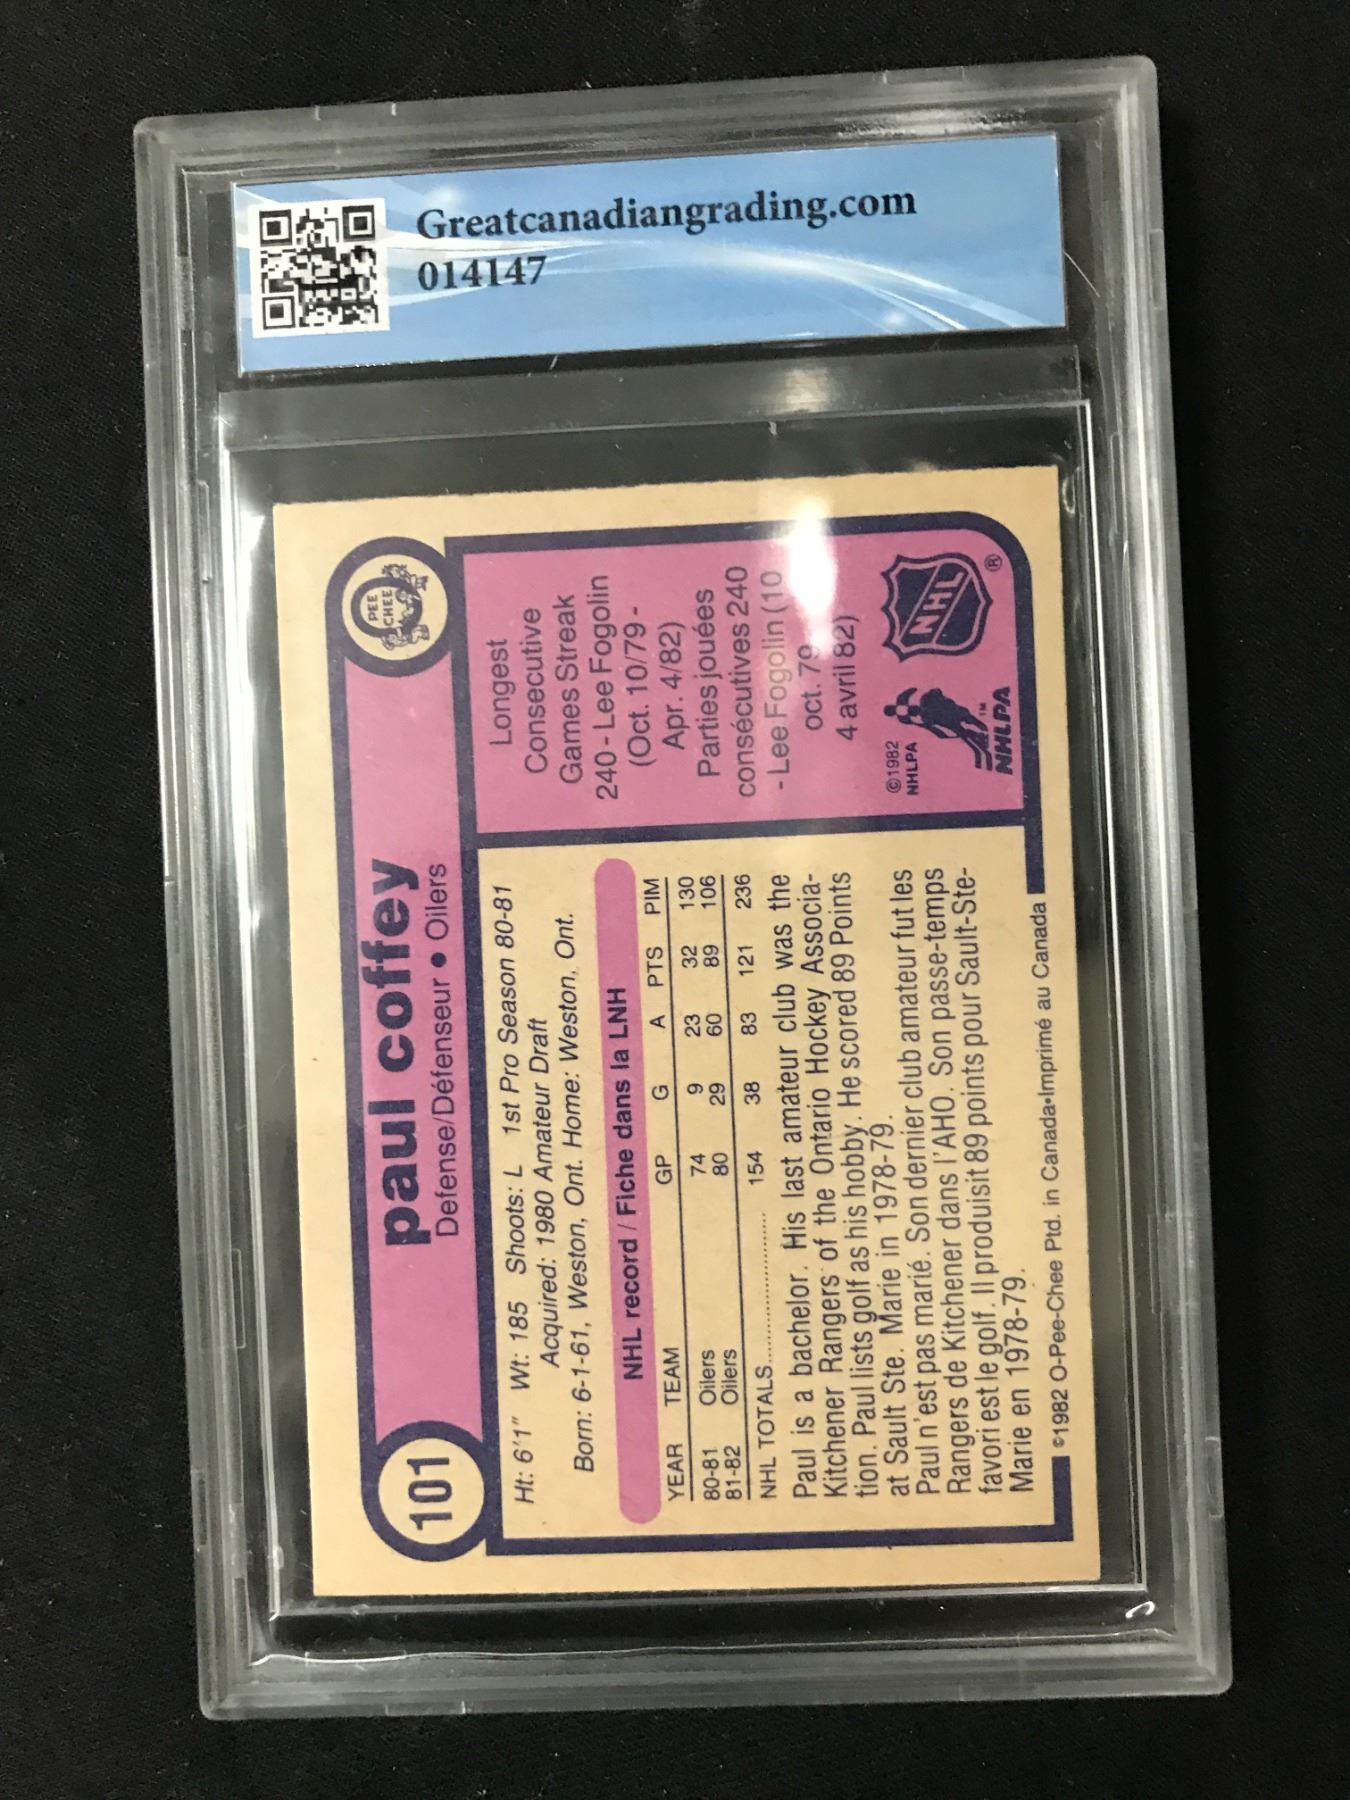 Greatcanadiangrading.com
014147
101
paul coffey
Defense/Défenseur • Oilers
O
PEE
CHEE
Ht: 6'1" Wt: 185 Shoots: L 1st Pro Season 80-81
Acquired: 1980 Amateur Draft
Born: 6-1-61, Weston, Ont. Home: Weston, Ont.
NHL record / Fiche dans la LNH
YEAR TEAM GP G A PTS PIM
80-81 Oilers 74 9 23 32 130
81-82 Oilers 80 29 60 89 106
NHL TOTALS.................... 154 38 83 121 236
Paul is a bachelor. His last amateur club was the
Kitchener Rangers of the Ontario Hockey Associa-
tion. Paul lists golf as his hobby. He scored 89 Points
at Sault Ste. Marie in 1978-79.
Paul n'est pas marié. Son dernier club amateur fut les
Rangers de Kitchener dans l'AHO. Son passe-temps
favori est le golf. Il produisit 89 points pour Sault-Ste-
Marie en 1978-79.
©1982 O-Pee-Chee Ptd. in Canada•Imprimé au Canada
Longest
Consecutive
Games Streak
240 - Lee Fogolin
(Oct. 10/79 -
Apr. 4/82)
Parties jouées
consécutives 240
- Lee Fogolin (10
oct. 79 -
4 avril 82)
©1982
NHLPA
TM
NHLPA
NHL
®